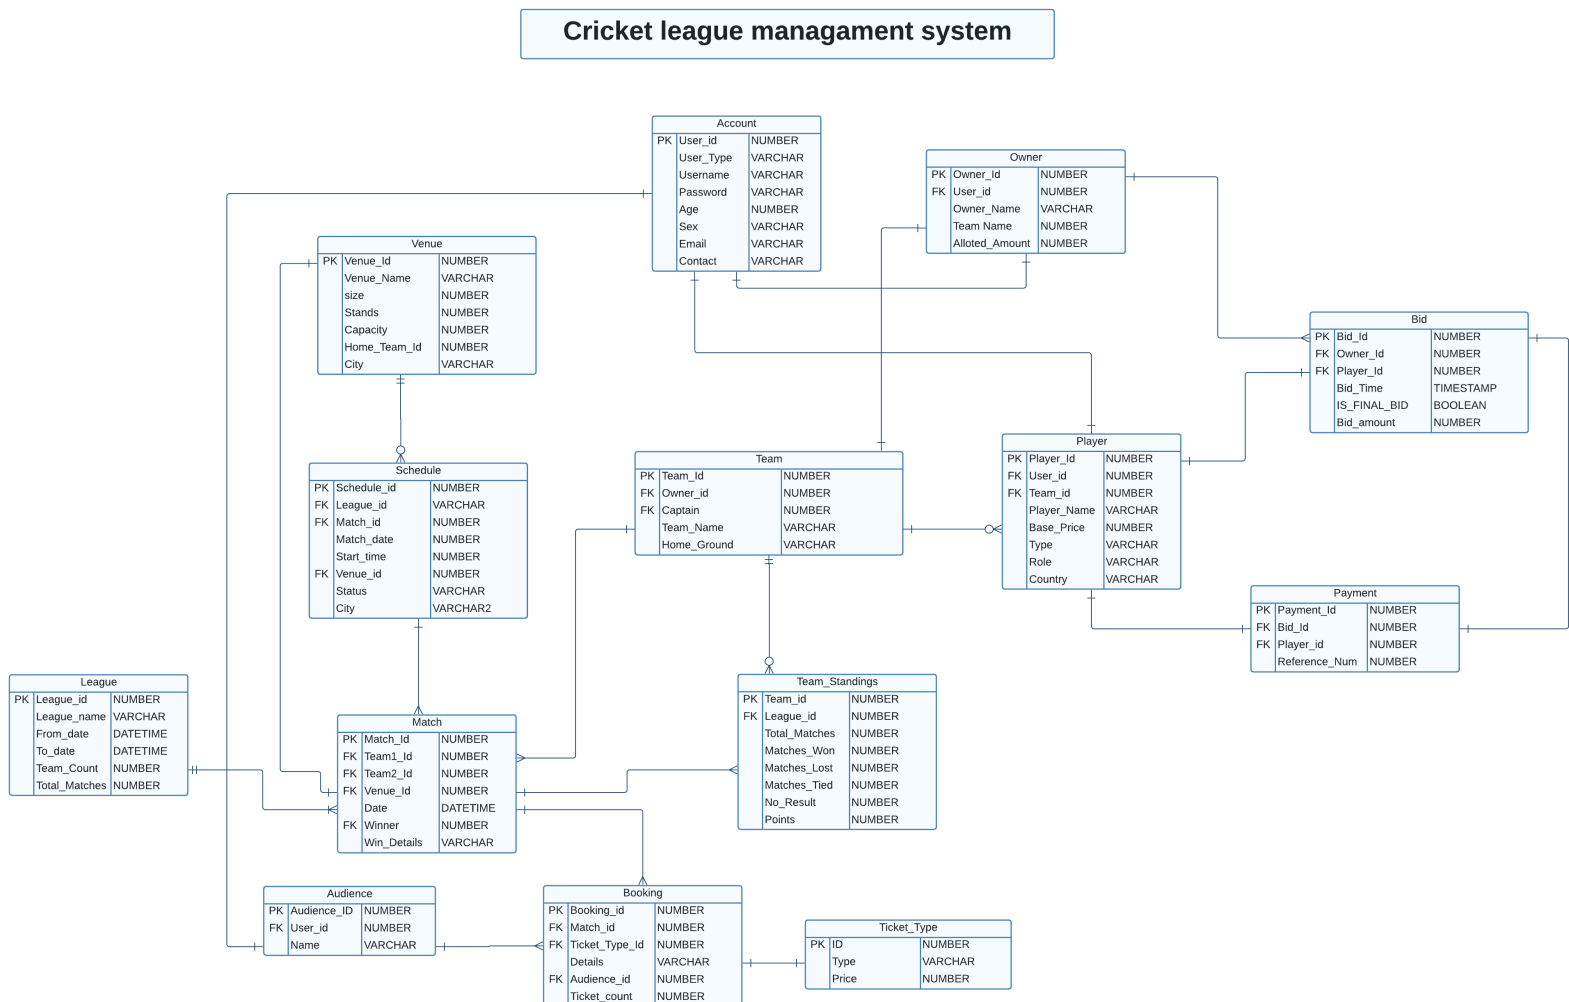 Cricket league managament system
Account
PK User_id NUMBER
User_Type VARCHAR
Username VARCHAR
Password VARCHAR
Age NUMBER
Sex VARCHAR
Email VARCHAR
Contact VARCHAR
Owner
PK Owner_Id NUMBER
FK User_id NUMBER
Owner_Name VARCHAR
Team Name NUMBER
Alloted_Amount NUMBER
Venue
PK Venue_Id NUMBER
Venue_Name VARCHAR
size NUMBER
Stands NUMBER
Capacity NUMBER
Home_Team_Id NUMBER
City VARCHAR
Bid
PK Bid_Id NUMBER
FK Owner_Id NUMBER
FK Player_Id NUMBER
Bid_Time TIMESTAMP
IS_FINAL_BID BOOLEAN
Bid_amount NUMBER
Schedule
PK Schedule_id NUMBER
FK League_id VARCHAR
FK Match_id NUMBER
Match_date NUMBER
Start_time NUMBER
FK Venue_id NUMBER
Status VARCHAR
City VARCHAR2
Team
PK Team_Id NUMBER
FK Owner_id NUMBER
FK Captain NUMBER
Team_Name VARCHAR
Home_Ground VARCHAR
Player
PK Player_Id NUMBER
FK User_id NUMBER
FK Team_id NUMBER
Player_Name VARCHAR
Base_Price NUMBER
Type VARCHAR
Role VARCHAR
Country VARCHAR
Payment
PK Payment_Id NUMBER
FK Bid_Id NUMBER
FK Player_id NUMBER
Reference_Num NUMBER
League
PK League_id NUMBER
League_name VARCHAR
From_date DATETIME
To_date DATETIME
Team_Count NUMBER
Total_Matches NUMBER
Match
PK Match_Id NUMBER
FK Team1_Id NUMBER
FK Team2_Id NUMBER
FK Venue_Id NUMBER
Date DATETIME
FK Winner NUMBER
Win_Details VARCHAR
Team_Standings
PK Team_id NUMBER
FK League_id NUMBER
Total_Matches NUMBER
Matches_Won NUMBER
Matches_Lost NUMBER
Matches_Tied NUMBER
No_Result NUMBER
Points NUMBER
Audience
PK Audience_ID NUMBER
FK User_id NUMBER
Name VARCHAR
Booking
PK Booking_id NUMBER
FK Match_id NUMBER
FK Ticket_Type_Id NUMBER
Details VARCHAR
FK Audience_id NUMBER
Ticket_count NUMBER
Ticket_Type
PK ID NUMBER
Type VARCHAR
Price NUMBER